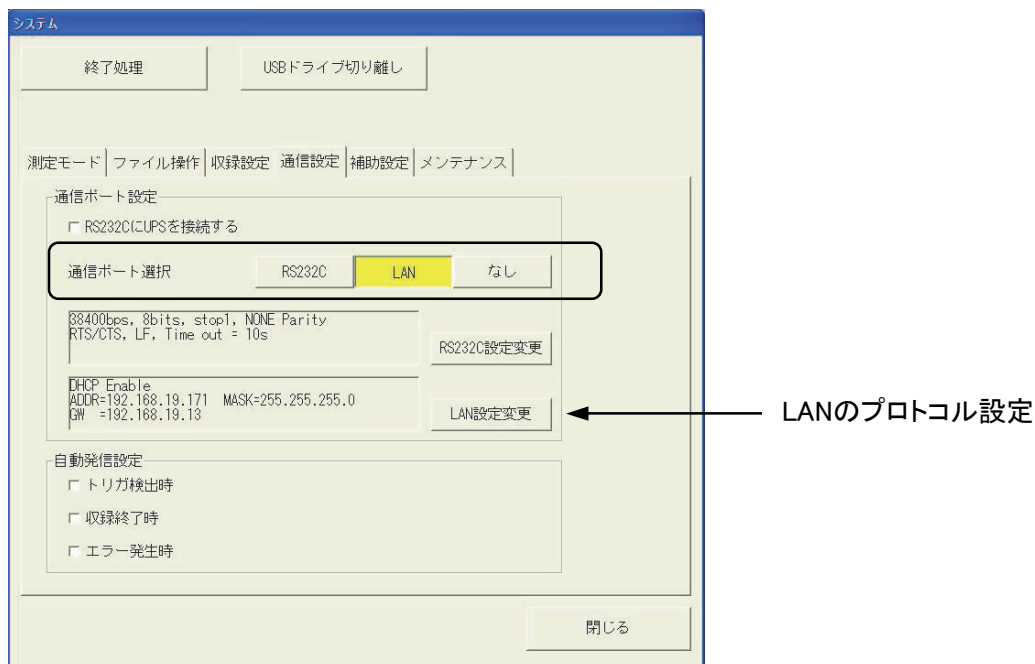 システム
終了処理
USBドライブ切り離し
測定モード
ファイル操作
収録設定
通信設定
補助設定
メンテナンス
通信ポート設定
RS232CにUPSを接続する
通信ポート選択
RS232C
LAN
なし
38400bps, 8bits, stop1, NONE Parity
RTS/CTS, LF, Time out = 10s
RS232C設定変更
DHCP Enable
ADDR=192.168.19.171 MASK=255.255.255.0
GW =192.168.19.13
LAN設定変更
LANのプロトコル設定
自動発信設定
トリガ検出時
収録終了時
エラー発生時
閉じる